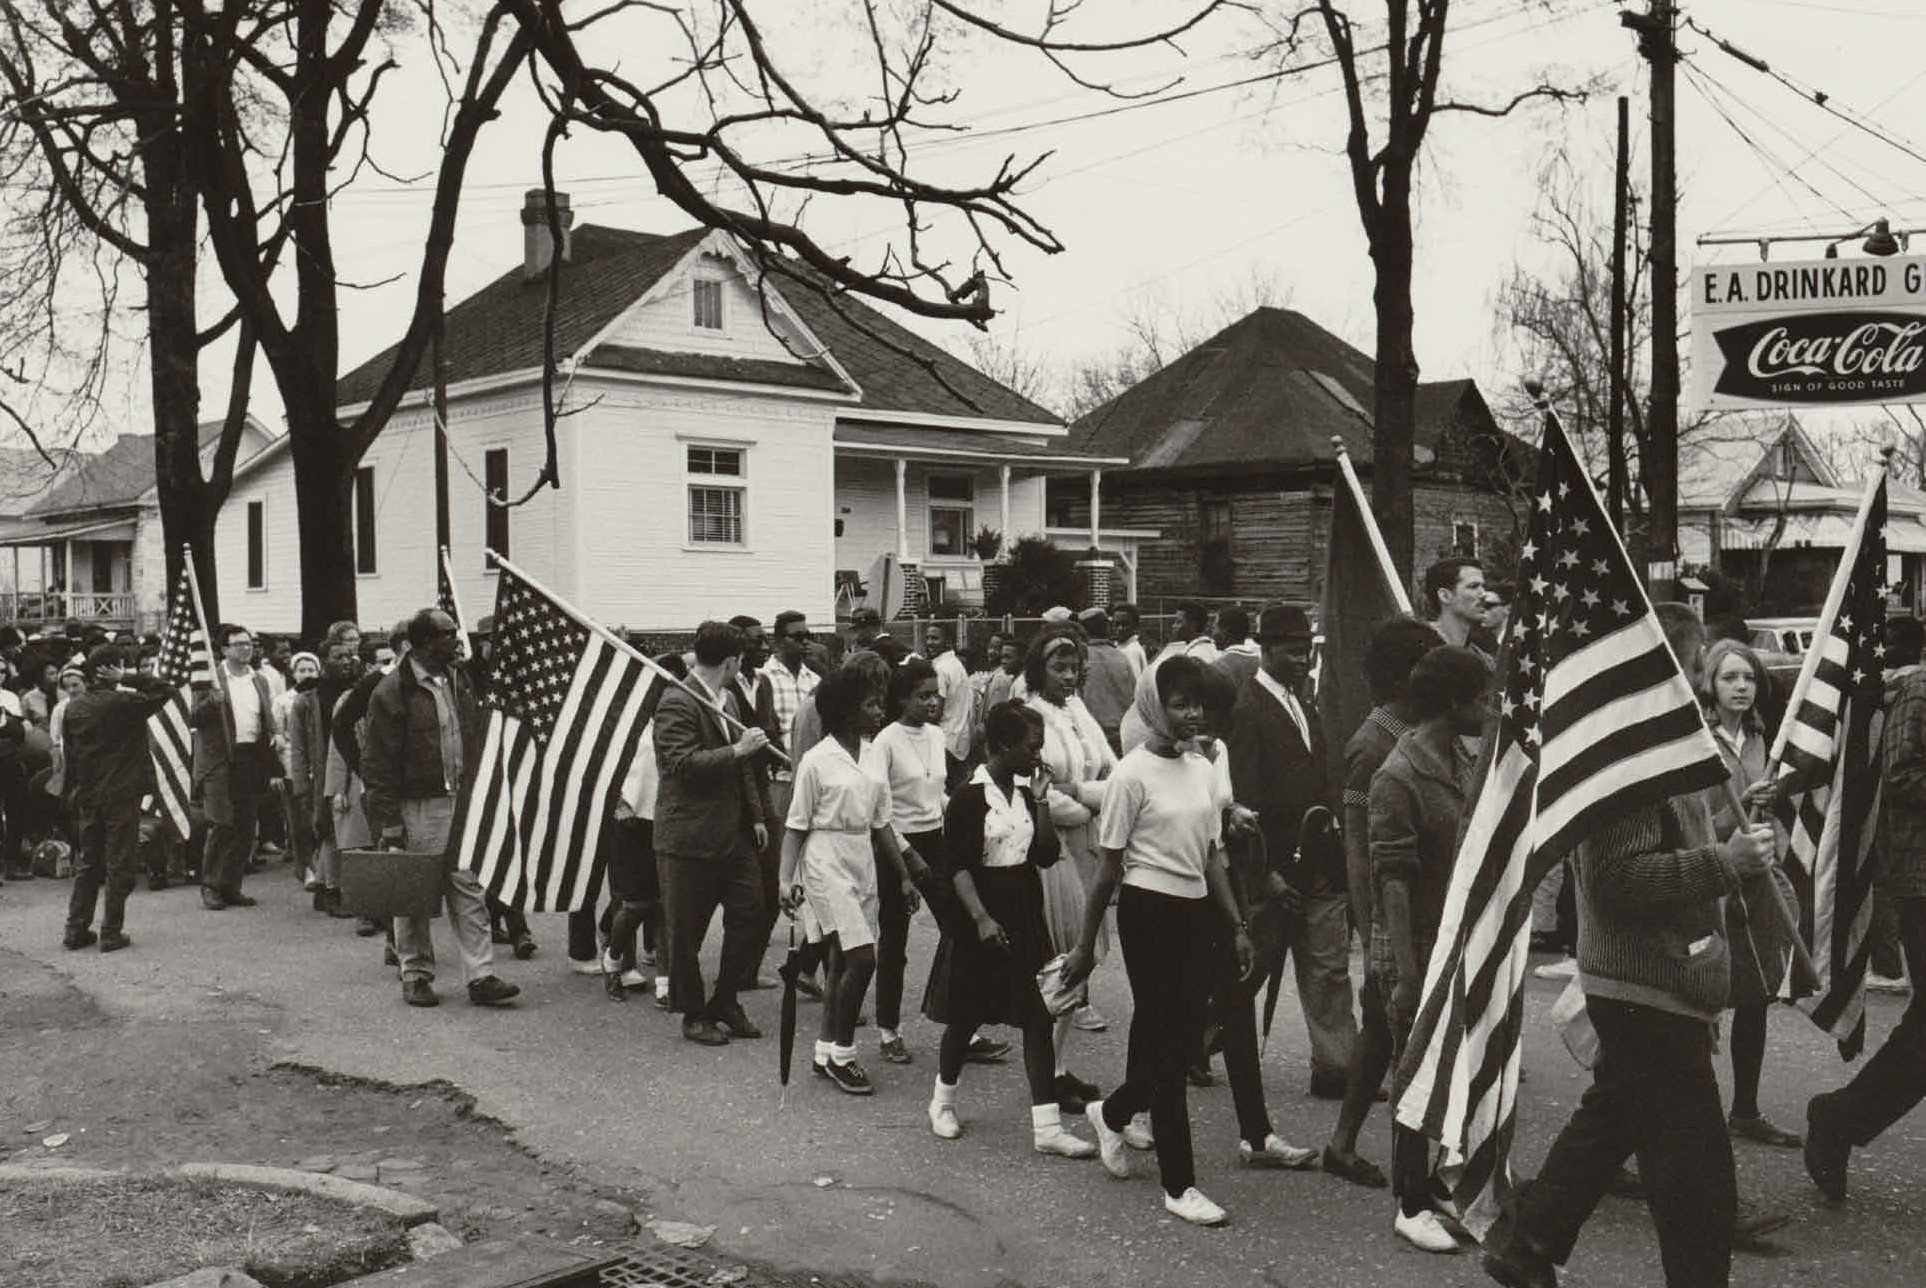 E.A. DRINKARD G
Coca-Cola
SIGN OF GOOD TASTE